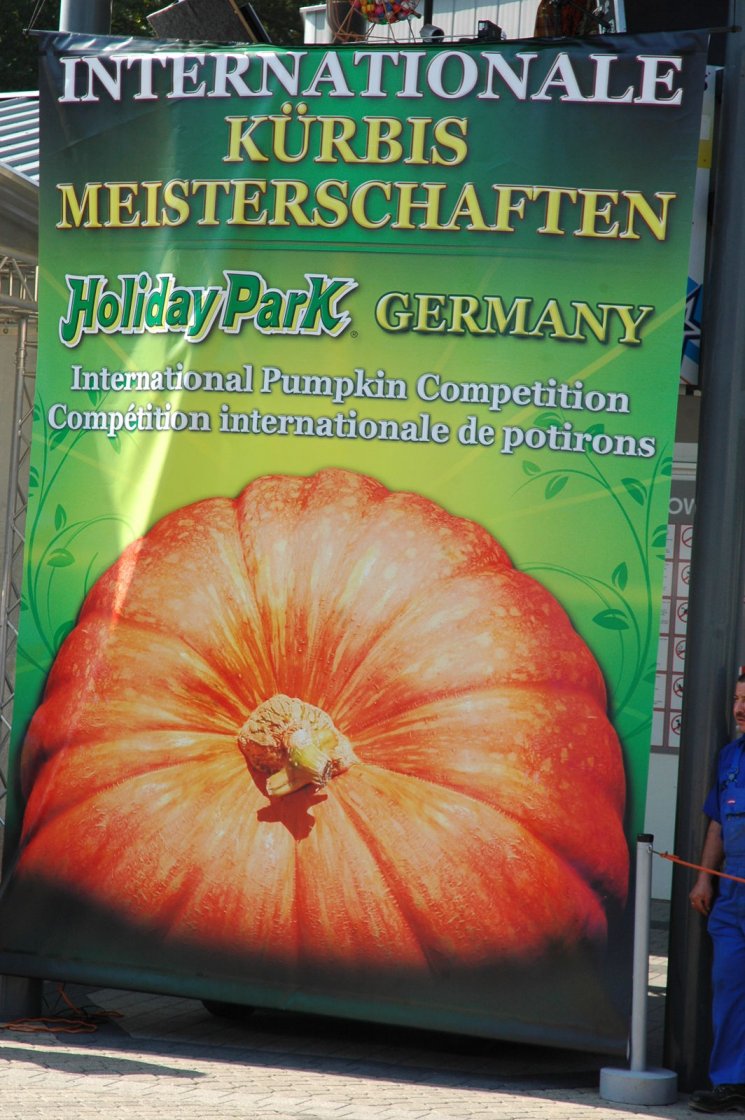 INTERNATIONALE
KÜRBIS
MEISTERSCHAFTEN
Holiday Park® GERMANY
International Pumpkin Competition
Compétition internationale de potirons